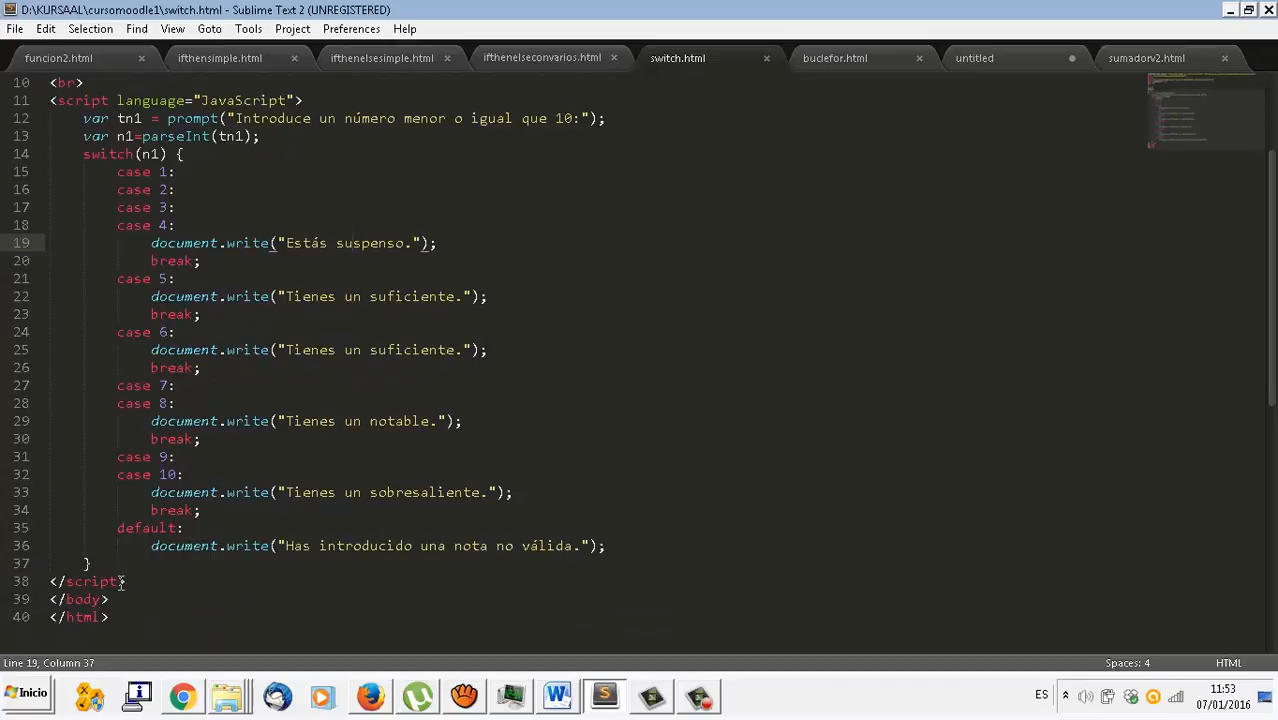 D:\KURSAAL\cursomoodle1\switch.html - Sublime Text 2 (UNREGISTERED)
File Edit Selection Find View Goto Tools Project Preferences Help
funcion2.html ifthensimple.html ifthenelsesimple.html ifthenelseconvarios.html switch.html buclefor.html untitled sumadorv2.html
10 <br>
11 <script language="JavaScript">
12 var tn1 = prompt("Introduce un número menor o igual que 10:");
13 var n1=parseInt(tn1);
14 switch(n1) {
15 case 1:
16 case 2:
17 case 3:
18 case 4:
19 document.write("Estás suspenso.");
20 break;
21 case 5:
22 document.write("Tienes un suficiente.");
23 break;
24 case 6:
25 document.write("Tienes un suficiente.");
26 break;
27 case 7:
28 case 8:
29 document.write("Tienes un notable.");
30 break;
31 case 9:
32 case 10:
33 document.write("Tienes un sobresaliente.");
34 break;
35 default:
36 document.write("Has introducido una nota no válida.");
37 }
38 </script>
39 </body>
40 </html>
Line 19, Column 37 Spaces: 4 HTML
Inicio ES 11:53
07/01/2016